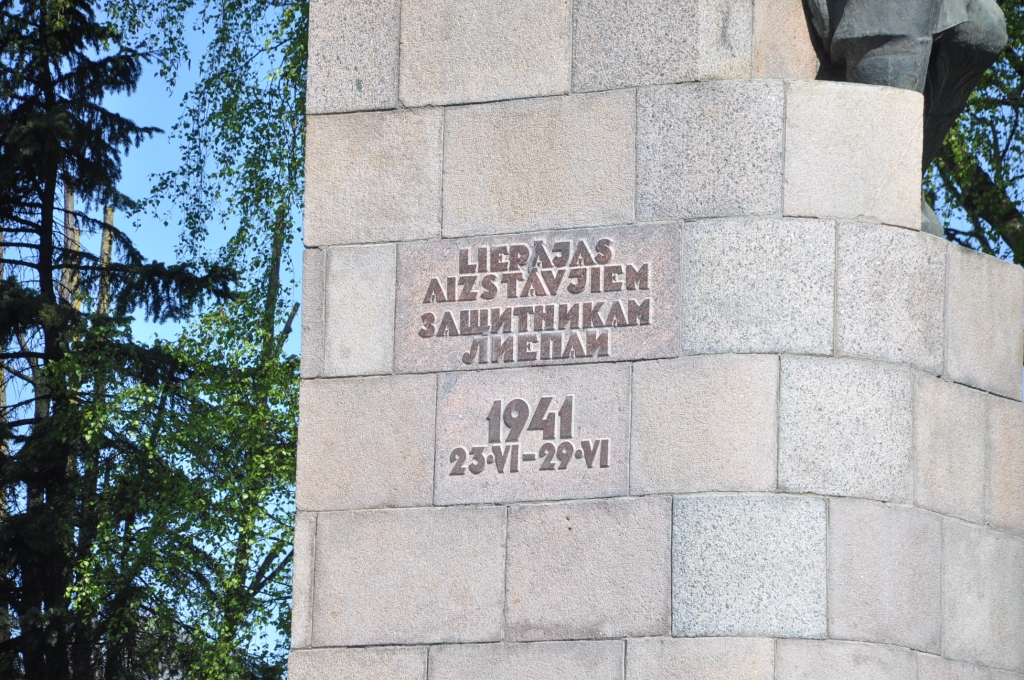 LIEPĀJAS
AIZSTĀVJIEM
ЗАЩИТНИКАМ
ЛИЕПАИ
1941
23·VI–29·VI